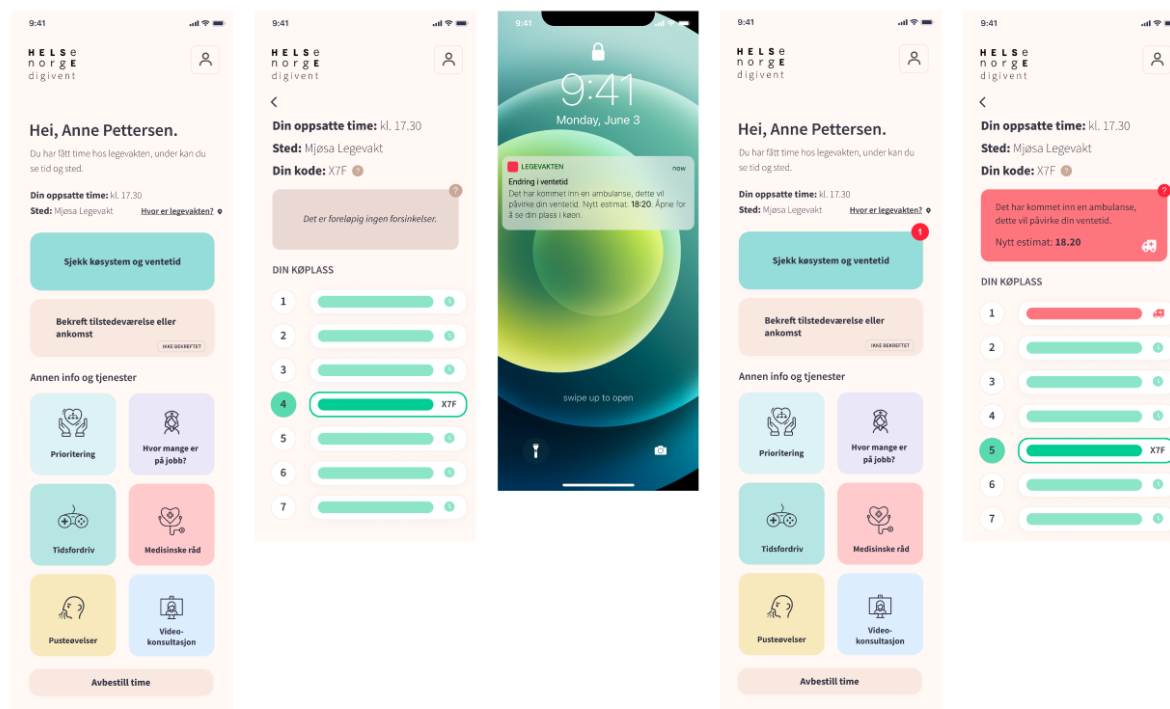 9:41
HELSe
norgE
digivent
Hei, Anne Pettersen.
Du har fått time hos legevakten, under kan du
se tid og sted.
Din oppsatte time: kl. 17.30
Sted: Mjøsa Legevakt Hvor er legevakten?
Sjekk køsystem og ventetid
Bekreft tilstedeværelse eller
ankomst
IKKE BEKREFTET
Annen info og tjenester
Prioritering
Hvor mange er
på jobb?
Tidsfordriv
Medisinske råd
Pusteøvelser
Video-
konsultasjon
Avbestill time
9:41
HELSe
norgE
digivent
Din oppsatte time: kl. 17.30
Sted: Mjøsa Legevakt
Din kode: X7F ?
?
Det er foreløpig ingen forsinkelser.
DIN KØPLASS
1
2
3
4 X7F
5
6
7
9:41
9:41
Monday, June 3
LEGEVAKTEN now
Endring i ventetid
Det har kommet inn en ambulanse, dette vil
påvirke din ventetid. Nytt estimat: 18:20. Åpne for
å se din plass i køen.
swipe up to open
9:41
HELSe
norgE
digivent
Hei, Anne Pettersen.
Du har fått time hos legevakten, under kan du
se tid og sted.
Din oppsatte time: kl. 17.30
Sted: Mjøsa Legevakt Hvor er legevakten?
1
Sjekk køsystem og ventetid
Bekreft tilstedeværelse eller
ankomst
IKKE BEKREFTET
Annen info og tjenester
Prioritering
Hvor mange er
på jobb?
Tidsfordriv
Medisinske råd
Pusteøvelser
Video-
konsultasjon
Avbestill time
9:41
HELSe
norgE
digivent
Din oppsatte time: kl. 17.30
Sted: Mjøsa Legevakt
Din kode: X7F ?
?
Det har kommet inn en ambulanse,
dette vil påvirke din ventetid.
Nytt estimat: 18.20
DIN KØPLASS
1
2
3
4
5 X7F
6
7